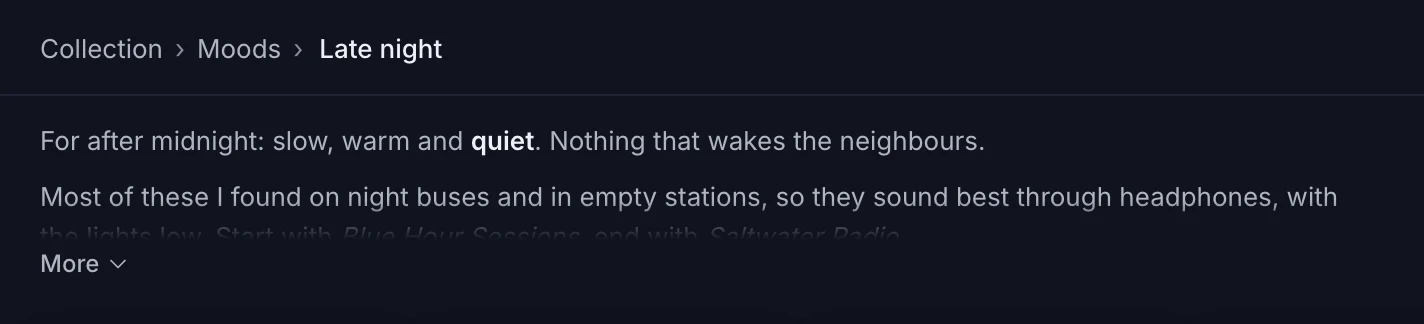 Collection › Moods › Late night
For after midnight: slow, warm and quiet. Nothing that wakes the neighbours.
Most of these I found on night buses and in empty stations, so they sound best through headphones, with
the lights low. Start with Blue Hour Sessions, end with Saltwater Radio.
More